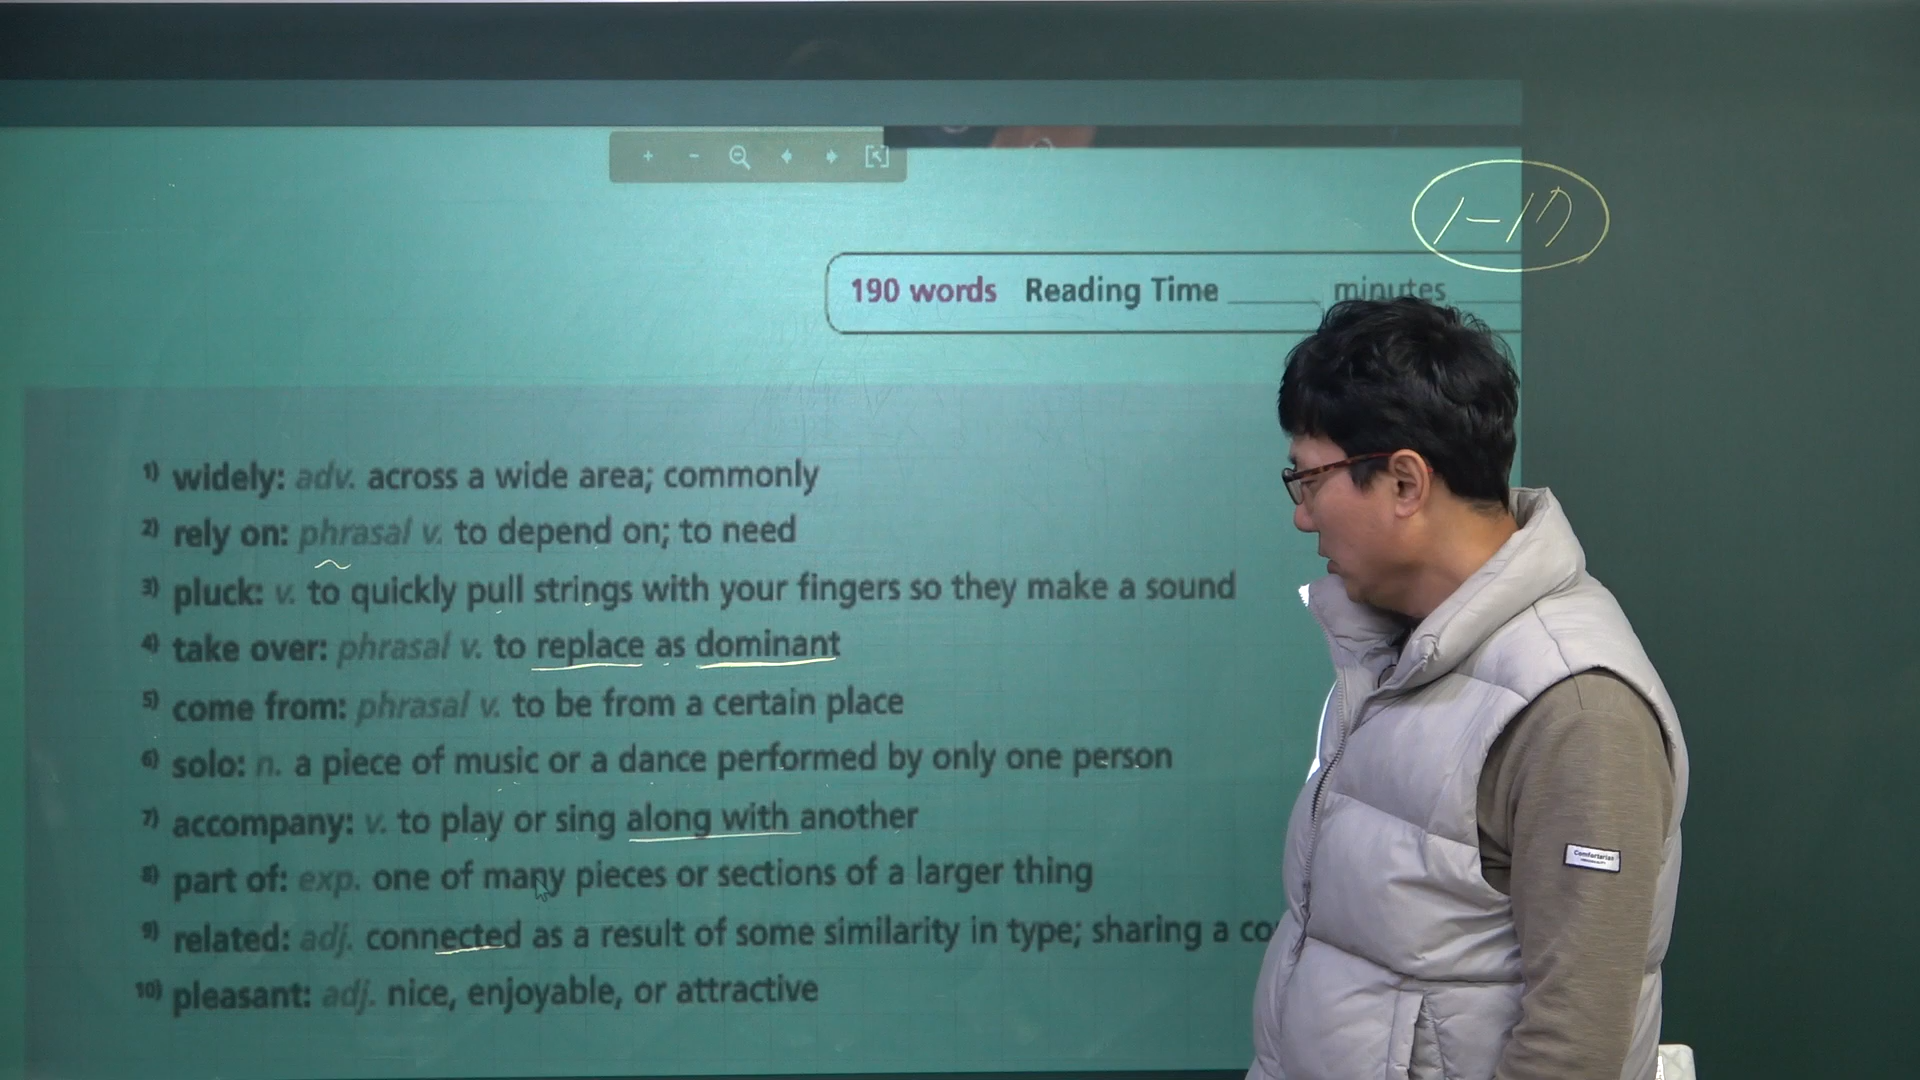 1-17
190 words Reading Time ______ minutes
1) widely: adv. across a wide area; commonly
2) rely on: phrasal v. to depend on; to need
3) pluck: v. to quickly pull strings with your fingers so they make a sound
4) take over: phrasal v. to replace as dominant
5) come from: phrasal v. to be from a certain place
6) solo: n. a piece of music or a dance performed by only one person
7) accompany: v. to play or sing along with another
8) part of: exp. one of many pieces or sections of a larger thing
9) related: adj. connected as a result of some similarity in type; sharing a co
10) pleasant: adj. nice, enjoyable, or attractive